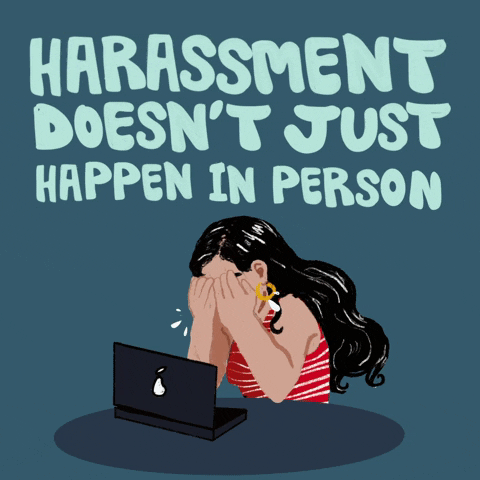 HARASSMENT
DOESN'T JUST
HAPPEN IN PERSON